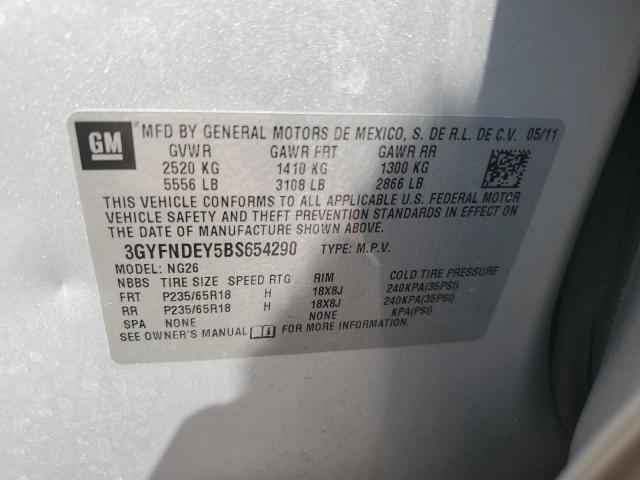 GM
*MFD BY GENERAL MOTORS DE MEXICO, S. DE R.L. DE C.V. 05/11
GVWR GAWR FRT GAWR RR
2520 KG 1410 KG 1300 KG
5556 LB 3108 LB 2866 LB
THIS VEHICLE CONFORMS TO ALL APPLICABLE U.S. FEDERAL MOTOR
VEHICLE SAFETY AND THEFT PREVENTION STANDARDS IN EFFECT ON
THE DATE OF MANUFACTURE SHOWN ABOVE.
3GYFNDEY5BS654290 TYPE: M.P.V.
MODEL: NG26
NBBS TIRE SIZE SPEED RTG RIM COLD TIRE PRESSURE
FRT P235/65R18 H 18X8J 240KPA(35PSI)
RR P235/65R18 H 18X8J 240KPA(35PSI)
SPA NONE NONE KPA(PSI)
SEE OWNER'S MANUAL FOR MORE INFORMATION.